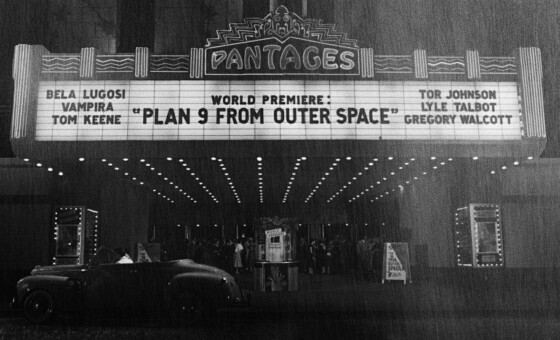 PANTAGES
BELA LUGOSI
VAMPIRA
TOM KEENE
WORLD PREMIERE:
"PLAN 9 FROM OUTER SPACE"
TOR JOHNSON
LYLE TALBOT
GREGORY WALCOTT